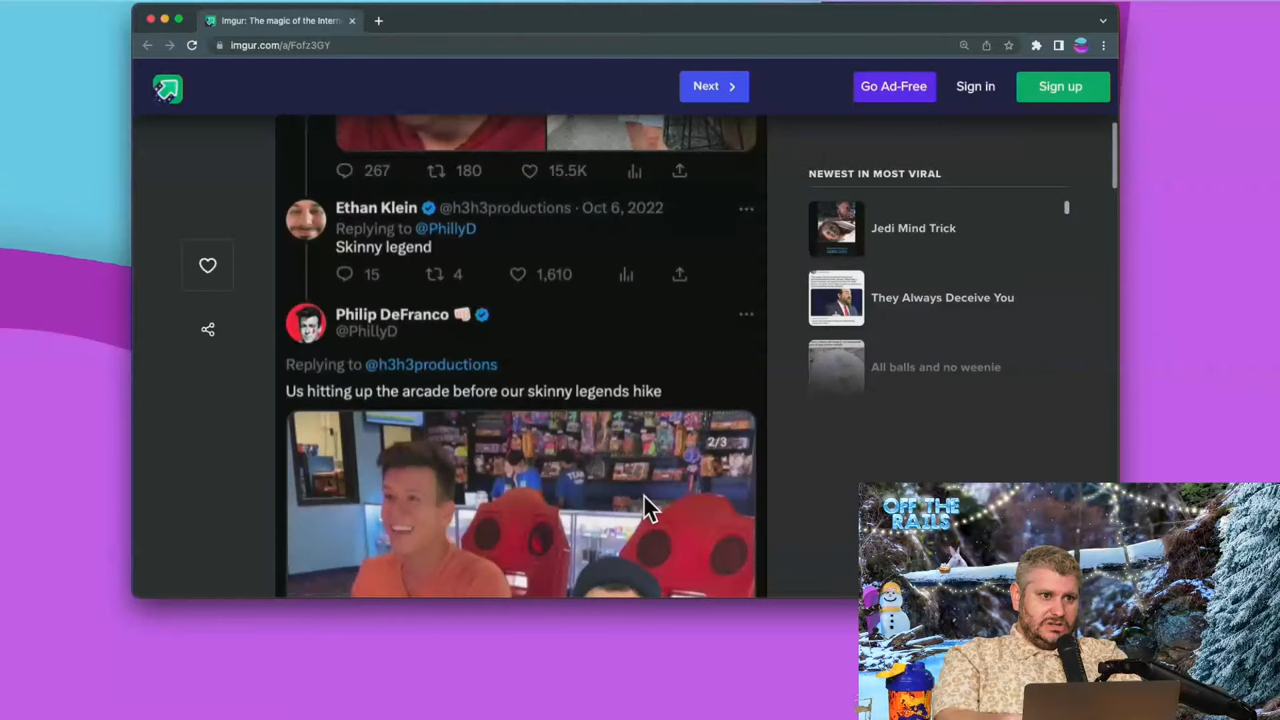 Imgur: The magic of the Intern
imgur.com/a/Fofz3GY
Next
Go Ad-Free
Sign in
Sign up
267
180
15.5K
Ethan Klein @h3h3productions · Oct 6, 2022
Replying to @PhillyD
Skinny legend
15
4
1,610
Philip DeFranco 👊🏻
@PhillyD
Replying to @h3h3productions
Us hitting up the arcade before our skinny legends hike
2/3
TEAM
NEWEST IN MOST VIRAL
Jedi Mind Trick
They Always Deceive You
All balls and no weenie
OFF THE
RAILS